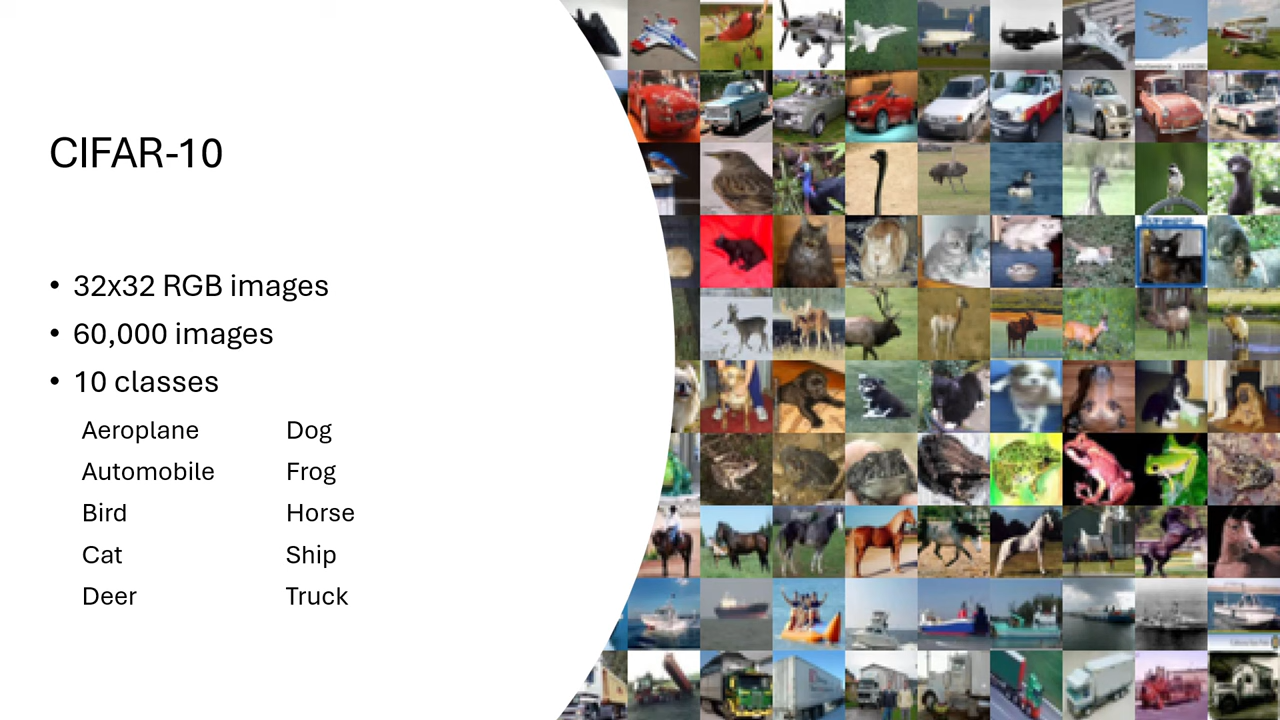 CIFAR-10
• 32x32 RGB images
• 60,000 images
• 10 classes
Aeroplane
Automobile
Bird
Cat
Deer
Dog
Frog
Horse
Ship
Truck